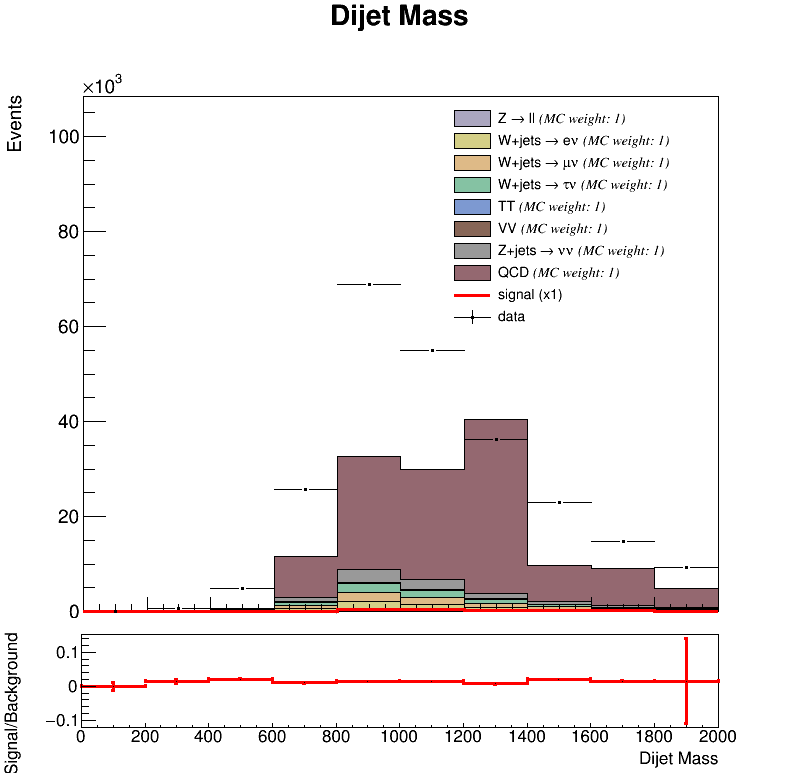 Dijet Mass
×10³
Events
100
80
60
40
20
0
Z → ll (MC weight: 1)
W+jets → eν (MC weight: 1)
W+jets → μν (MC weight: 1)
W+jets → τν (MC weight: 1)
TT (MC weight: 1)
VV (MC weight: 1)
Z+jets → νν (MC weight: 1)
QCD (MC weight: 1)
signal (x1)
data
Signal/Background
0.1
0
−0.1
0 200 400 600 800 1000 1200 1400 1600 1800 2000
Dijet Mass